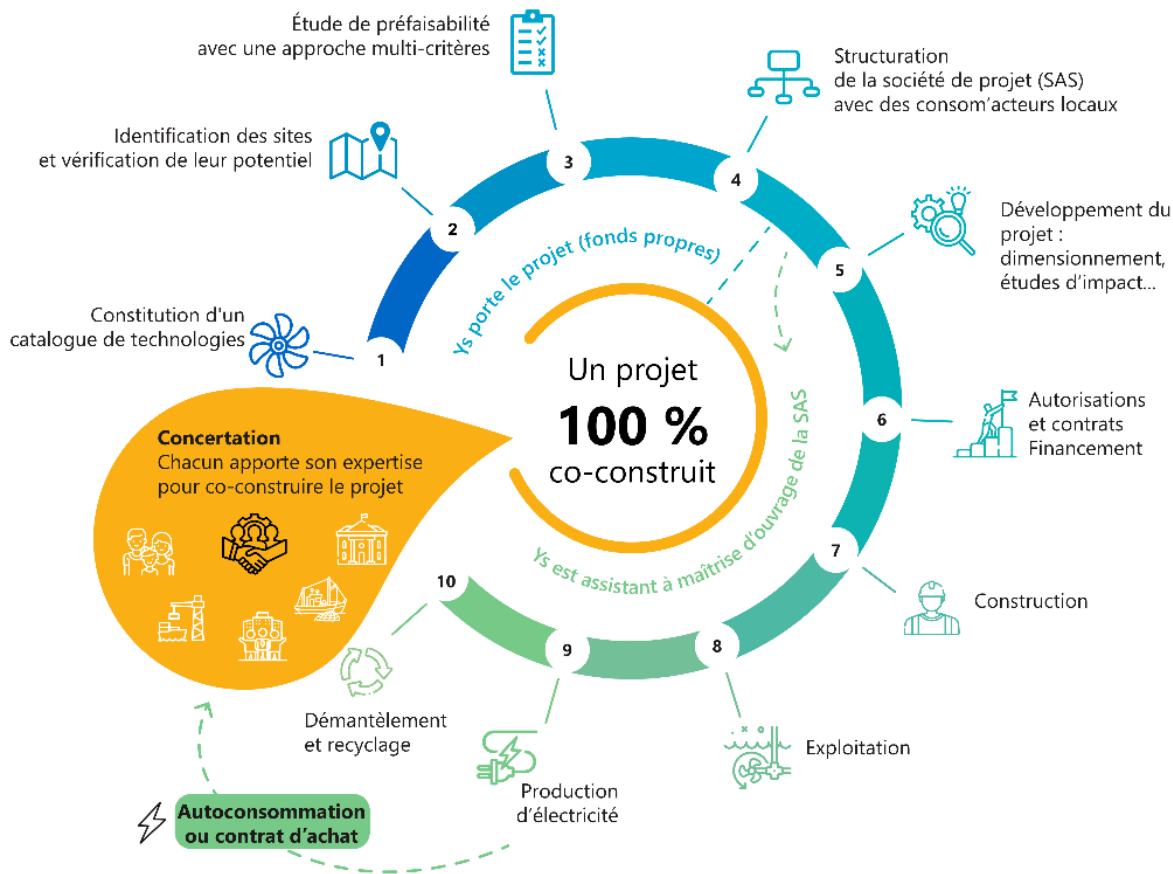 Étude de préfaisabilité
avec une approche multi-critères
Structuration
de la société de projet (SAS)
avec des consom'acteurs locaux
Identification des sites
et vérification de leur potentiel
Développement du
projet :
dimensionnement,
études d'impact...
Constitution d'un
catalogue de technologies
1
2
3
4
5
6
7
8
9
10
Ys porte le projet (fonds propres)
Ys est assistant à maîtrise d'ouvrage de la SAS
Un projet
100 %
co-construit
Concertation
Chacun apporte son expertise
pour co-construire le projet
Autorisations
et contrats
Financement
Construction
Exploitation
Production
d'électricité
Démantèlement
et recyclage
Autoconsommation
ou contrat d'achat